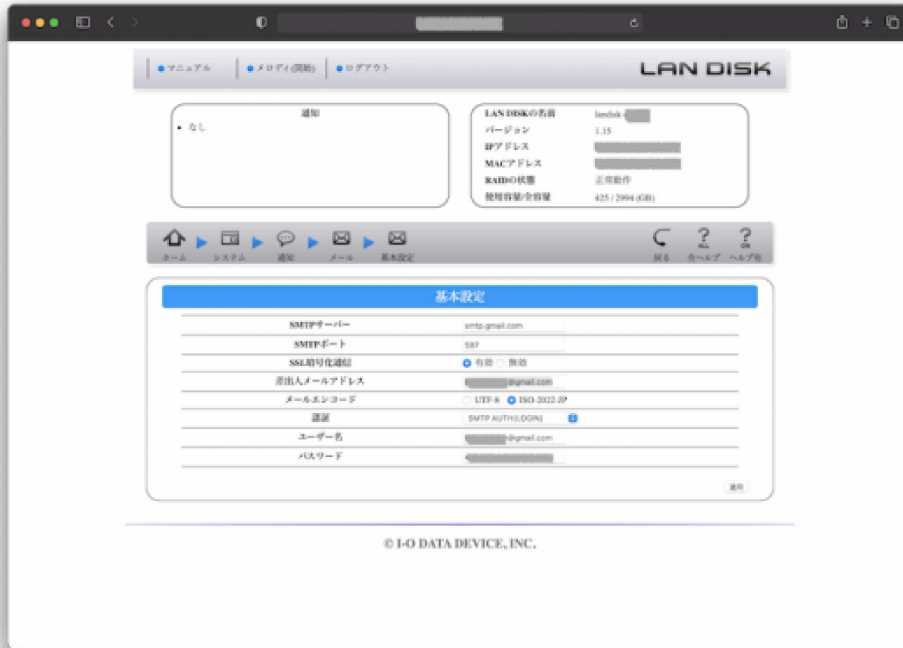 マニュアル メロディ(開始) ログアウト LAN DISK
通知
なし
LAN DISKの名前 landisk-
バージョン 1.15
IPアドレス
MACアドレス
RAIDの状態 正常動作
使用容量/全容量 425 / 2994 (GB)
ホーム システム 通知 メール 基本設定 戻る 全ヘルプ ヘルプ有
基本設定
SMTPサーバー smtp.gmail.com
SMTPポート 587
SSL暗号化通信 有効 無効
差出人メールアドレス @gmail.com
メールエンコード UTF-8 ISO-2022-JP
認証 SMTP AUTH(LOGIN)
ユーザー名 @gmail.com
パスワード
適用
© I-O DATA DEVICE, INC.